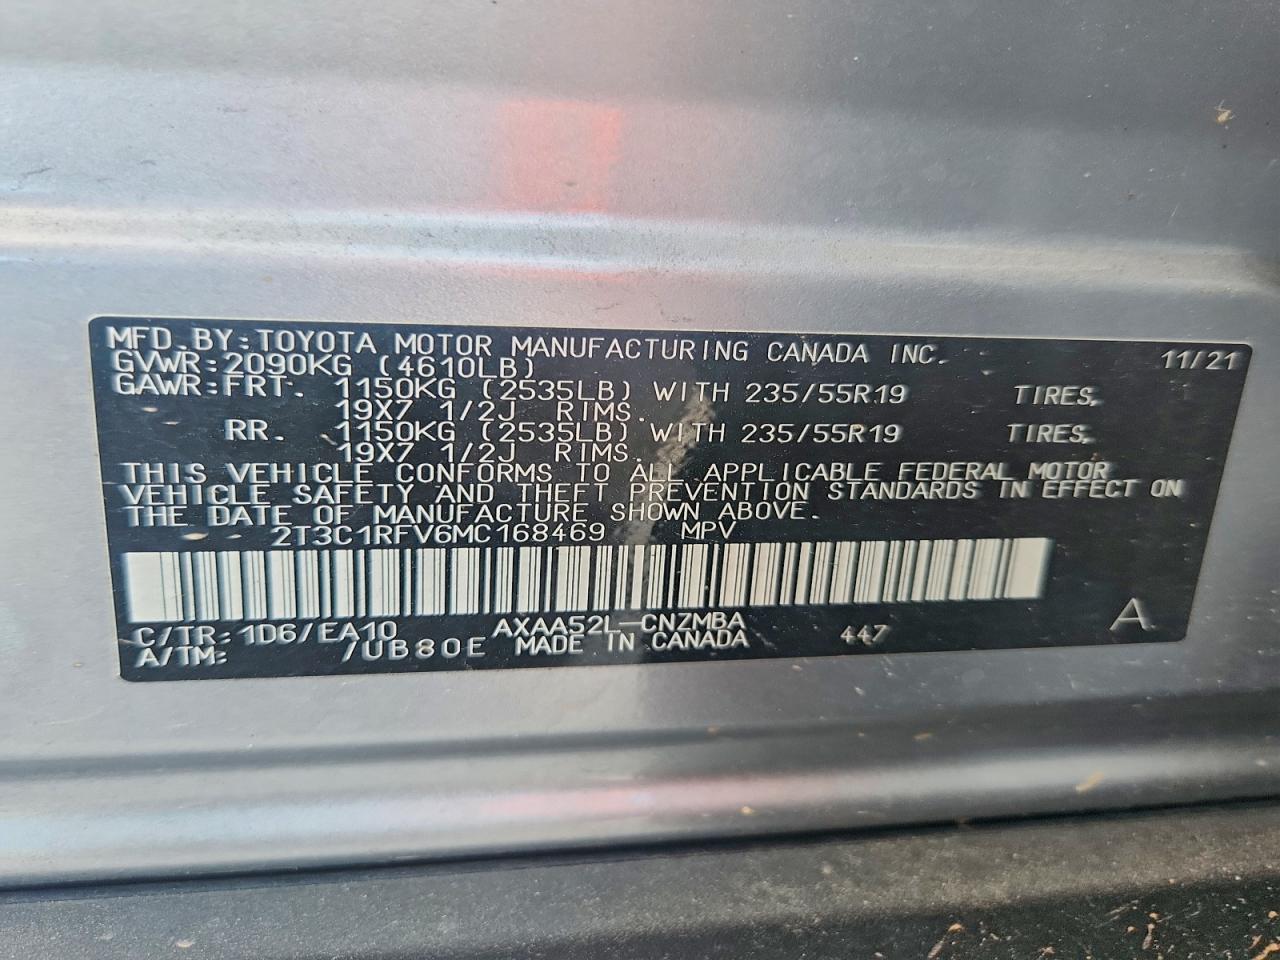 MFD.BY:TOYOTA MOTOR MANUFACTURING CANADA INC. 11/21
GVWR:2090KG (4610LB)
GAWR:FRT. 1150KG (2535LB) WITH 235/55R19 TIRES,
19X7 1/2J RIMS.
RR. 1150KG (2535LB) WITH 235/55R19 TIRES,
19X7 1/2J RIMS.
THIS VEHICLE CONFORMS TO ALL APPLICABLE FEDERAL MOTOR
VEHICLE SAFETY AND THEFT PREVENTION STANDARDS IN EFFECT ON
THE DATE OF MANUFACTURE SHOWN ABOVE.
2T3C1RFV6MC168469 MPV
C/TR:1D6/EA10 AXAA52L-CNZMBA 447 A
A/TM: /UB80E MADE IN CANADA